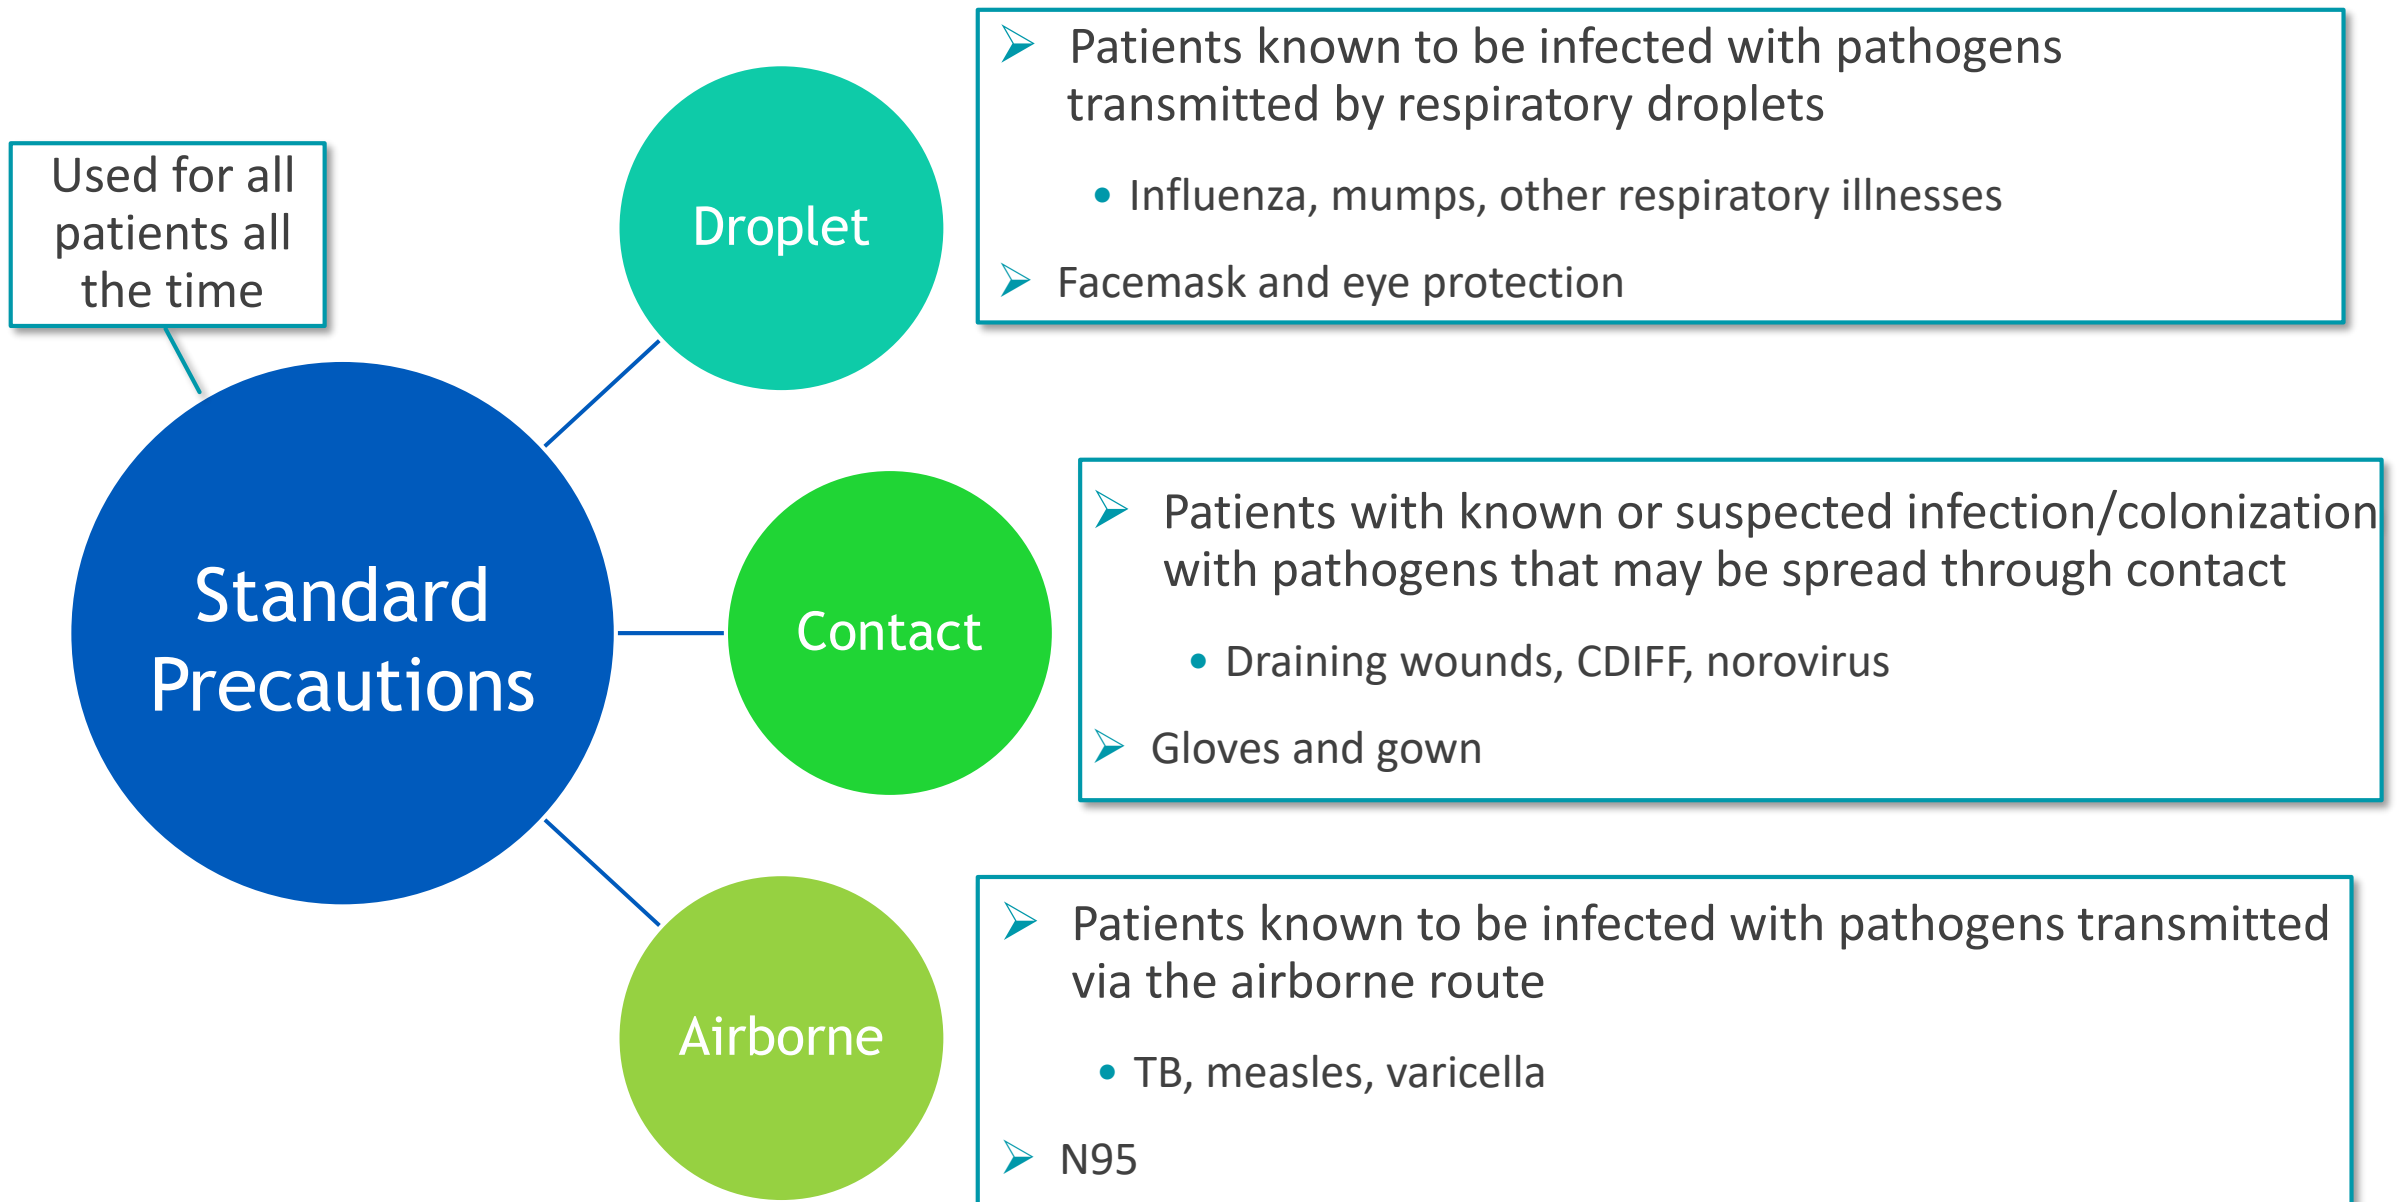 Used for all
patients all
the time
Standard
Precautions
Droplet
Patients known to be infected with pathogens
transmitted by respiratory droplets
Influenza, mumps, other respiratory illnesses
Facemask and eye protection
Contact
Patients with known or suspected infection/colonization
with pathogens that may be spread through contact
Draining wounds, CDIFF, norovirus
Gloves and gown
Airborne
Patients known to be infected with pathogens transmitted
via the airborne route
TB, measles, varicella
N95